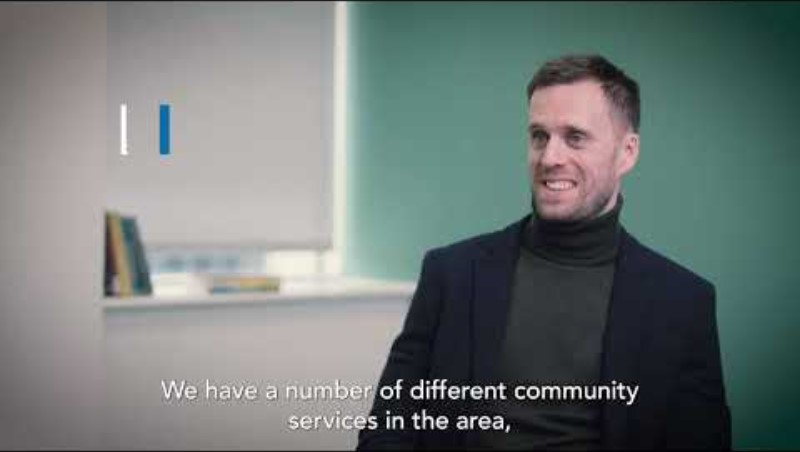 We have a number of different community
services in the area,